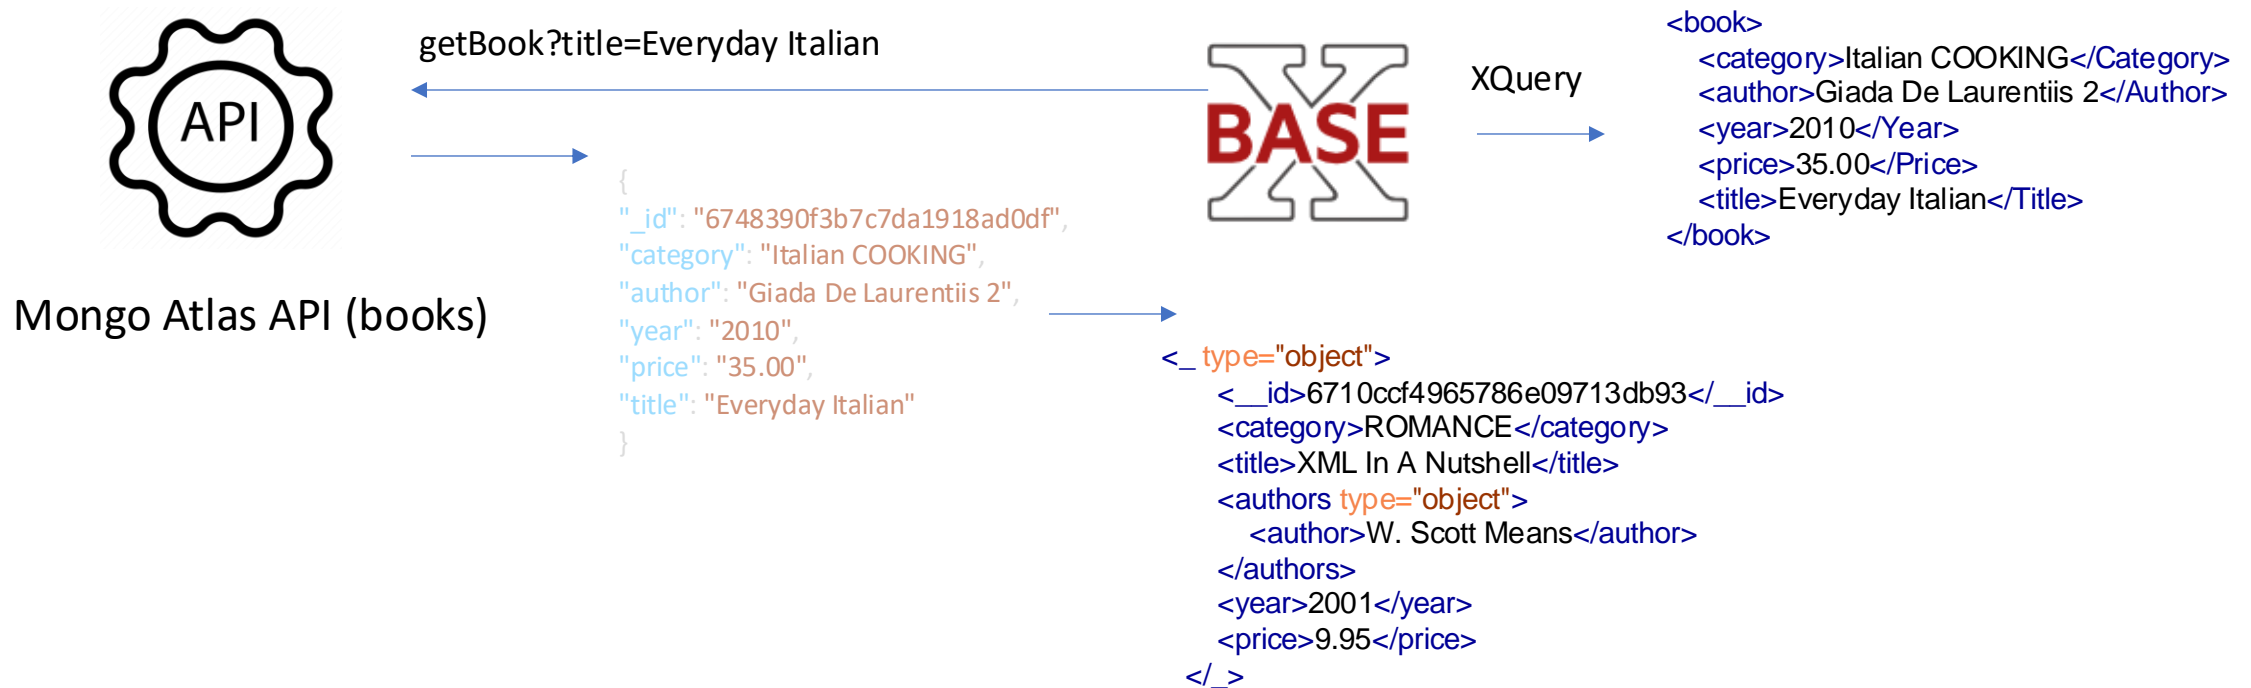 API
Mongo Atlas API (books)
getBook?title=Everyday Italian
{
"_id": "6748390f3b7c7da1918ad0df",
"category": "Italian COOKING",
"author": "Giada De Laurentiis 2",
"year": "2010",
"price": "35.00",
"title": "Everyday Italian"
}
X
BASE
XQuery
<book>
<category>Italian COOKING</Category>
<author>Giada De Laurentiis 2</Author>
<year>2010</Year>
<price>35.00</Price>
<title>Everyday Italian</Title>
</book>
<_ type="object">
<__id>6710ccf4965786e09713db93</__id>
<category>ROMANCE</category>
<title>XML In A Nutshell</title>
<authors type="object">
<author>W. Scott Means</author>
</authors>
<year>2001</year>
<price>9.95</price>
</_>